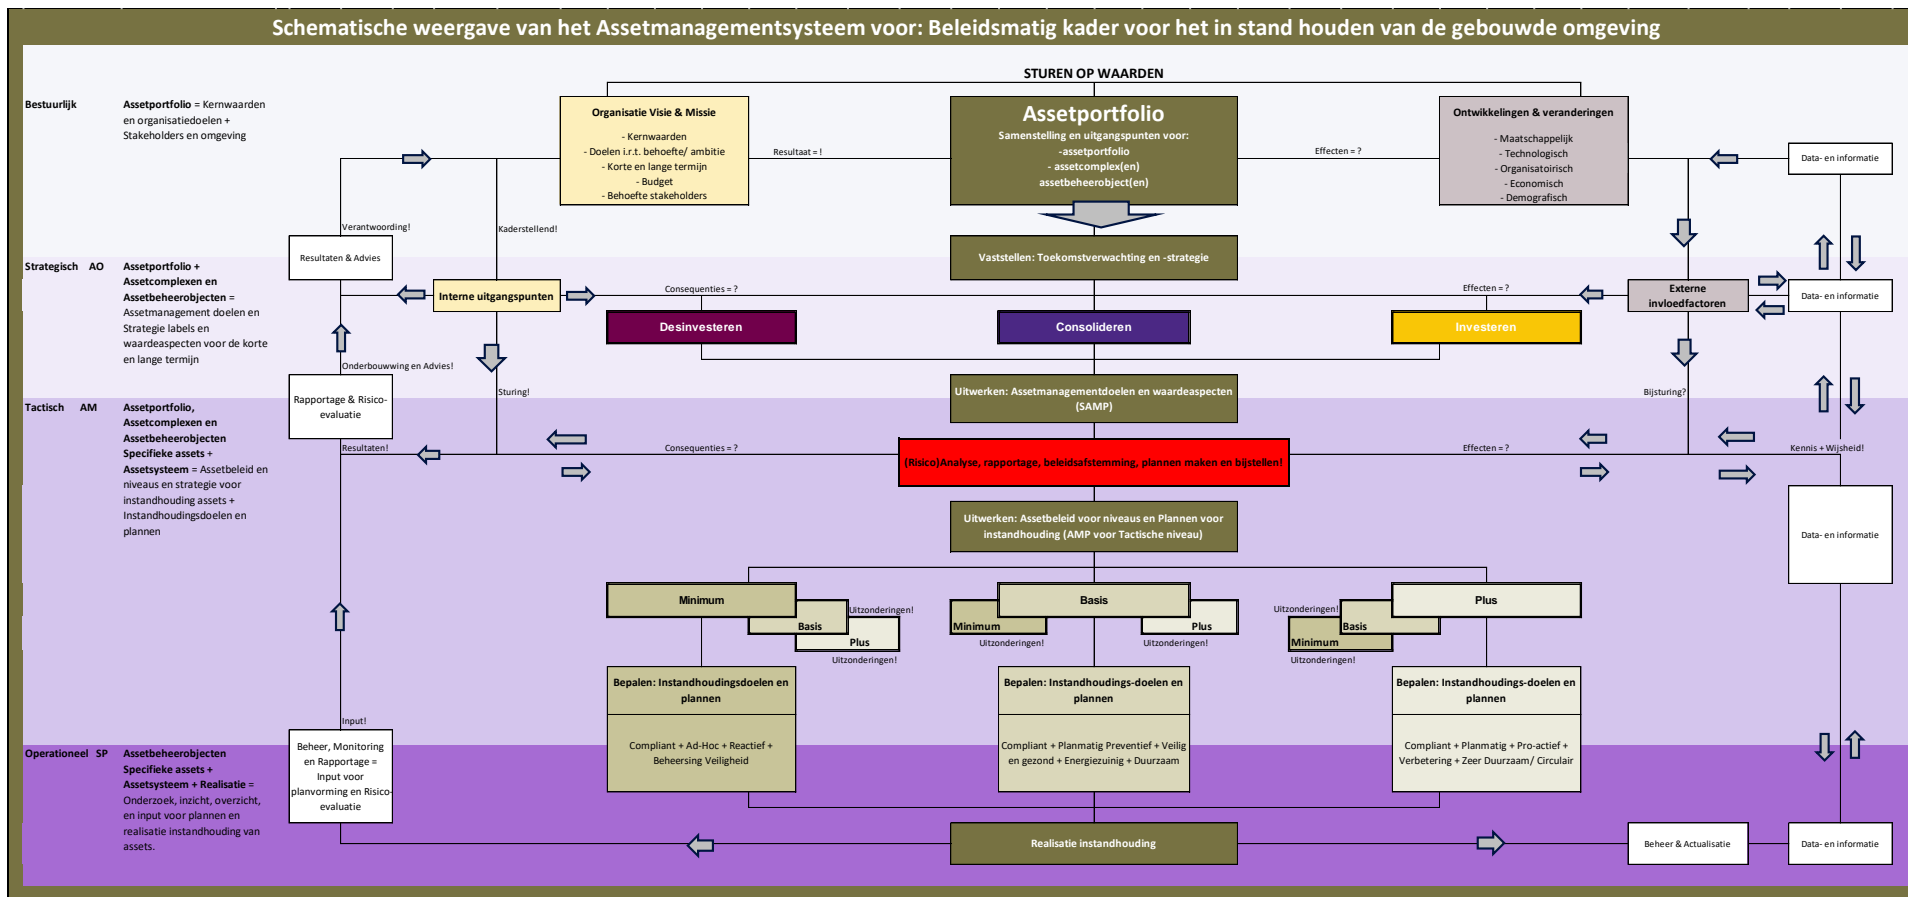 Schematische weergave van het Assetmanagementsysteem voor: Beleidsmatig kader voor het in stand houden van de gebouwde omgeving
STUREN OP WAARDEN
Bestuurlijk
Assetportfolio = Kernwaarden
en organisatiedoelen +
Stakeholders en omgeving
Organisatie Visie & Missie
- Kernwaarden
- Doelen i.r.t. behoefte/ ambitie
- Korte en lange termijn
- Budget
- Behoefte stakeholders
Resultaat = !
Assetportfolio
Samenstelling en uitgangspunten voor:
-assetportfolio
- assetcomplex(en)
assetbeheerobject(en)
Effecten = ?
Ontwikkelingen & veranderingen
- Maatschappelijk
- Technologisch
- Organisatoirisch
- Economisch
- Demografisch
Data- en informatie
Verantwoording!
Kaderstellend!
Resultaten & Advies
Vaststellen: Toekomstverwachting en -strategie
Strategisch AO
Assetportfolio +
Assetcomplexen en
Assetbeheerobjecten =
Assetmanagement doelen en
Strategie labels en
waardeaspecten voor de korte
en lange termijn
Interne uitgangspunten
Consequenties = ?
Effecten = ?
Externe
invloedfactoren
Data- en informatie
Desinvesteren
Consolideren
Investeren
Onderbouwwing en Advies!
Rapportage & Risico-
evaluatie
Sturing!
Uitwerken: Assetmanagementdoelen en waardeaspecten
(SAMP)
Bijsturing?
Tactisch AM
Assetportfolio,
Assetcomplexen en
Assetbeheerobjecten
Specifieke assets +
Assetsysteem = Assetbeleid en
niveaus en strategie voor
instandhouding assets +
Instandhoudingsdoelen en
plannen
Resultaten!
Consequenties = ?
(Risico)Analyse, rapportage, beleidsafstemming, plannen maken en bijstellen!
Effecten = ?
Kennis + Wijsheid!
Uitwerken: Assetbeleid voor niveaus en Plannen voor
instandhouding (AMP voor Tactische niveau)
Data- en informatie
Minimum
Uitzonderingen!
Basis
Plus
Uitzonderingen!
Basis
Minimum
Uitzonderingen!
Plus
Uitzonderingen!
Plus
Uitzonderingen!
Basis
Minimum
Uitzonderingen!
Bepalen: Instandhoudingsdoelen en
plannen
Compliant + Ad-Hoc + Reactief +
Beheersing Veiligheid
Bepalen: Instandhoudings-doelen en
plannen
Compliant + Planmatig Preventief + Veilig
en gezond + Energiezuinig + Duurzaam
Bepalen: Instandhoudings-doelen en
plannen
Compliant + Planmatig + Pro-actief +
Verbetering + Zeer Duurzaam/ Circulair
Input!
Beheer, Monitoring
en Rapportage =
Input voor
planvorming en Risico-
evaluatie
Operationeel SP
Assetbeheerobjecten
Specifieke assets +
Assetsysteem + Realisatie =
Onderzoek, inzicht, overzicht,
en input voor plannen en
realisatie instandhouding van
assets.
Realisatie instandhouding
Beheer & Actualisatie
Data- en informatie